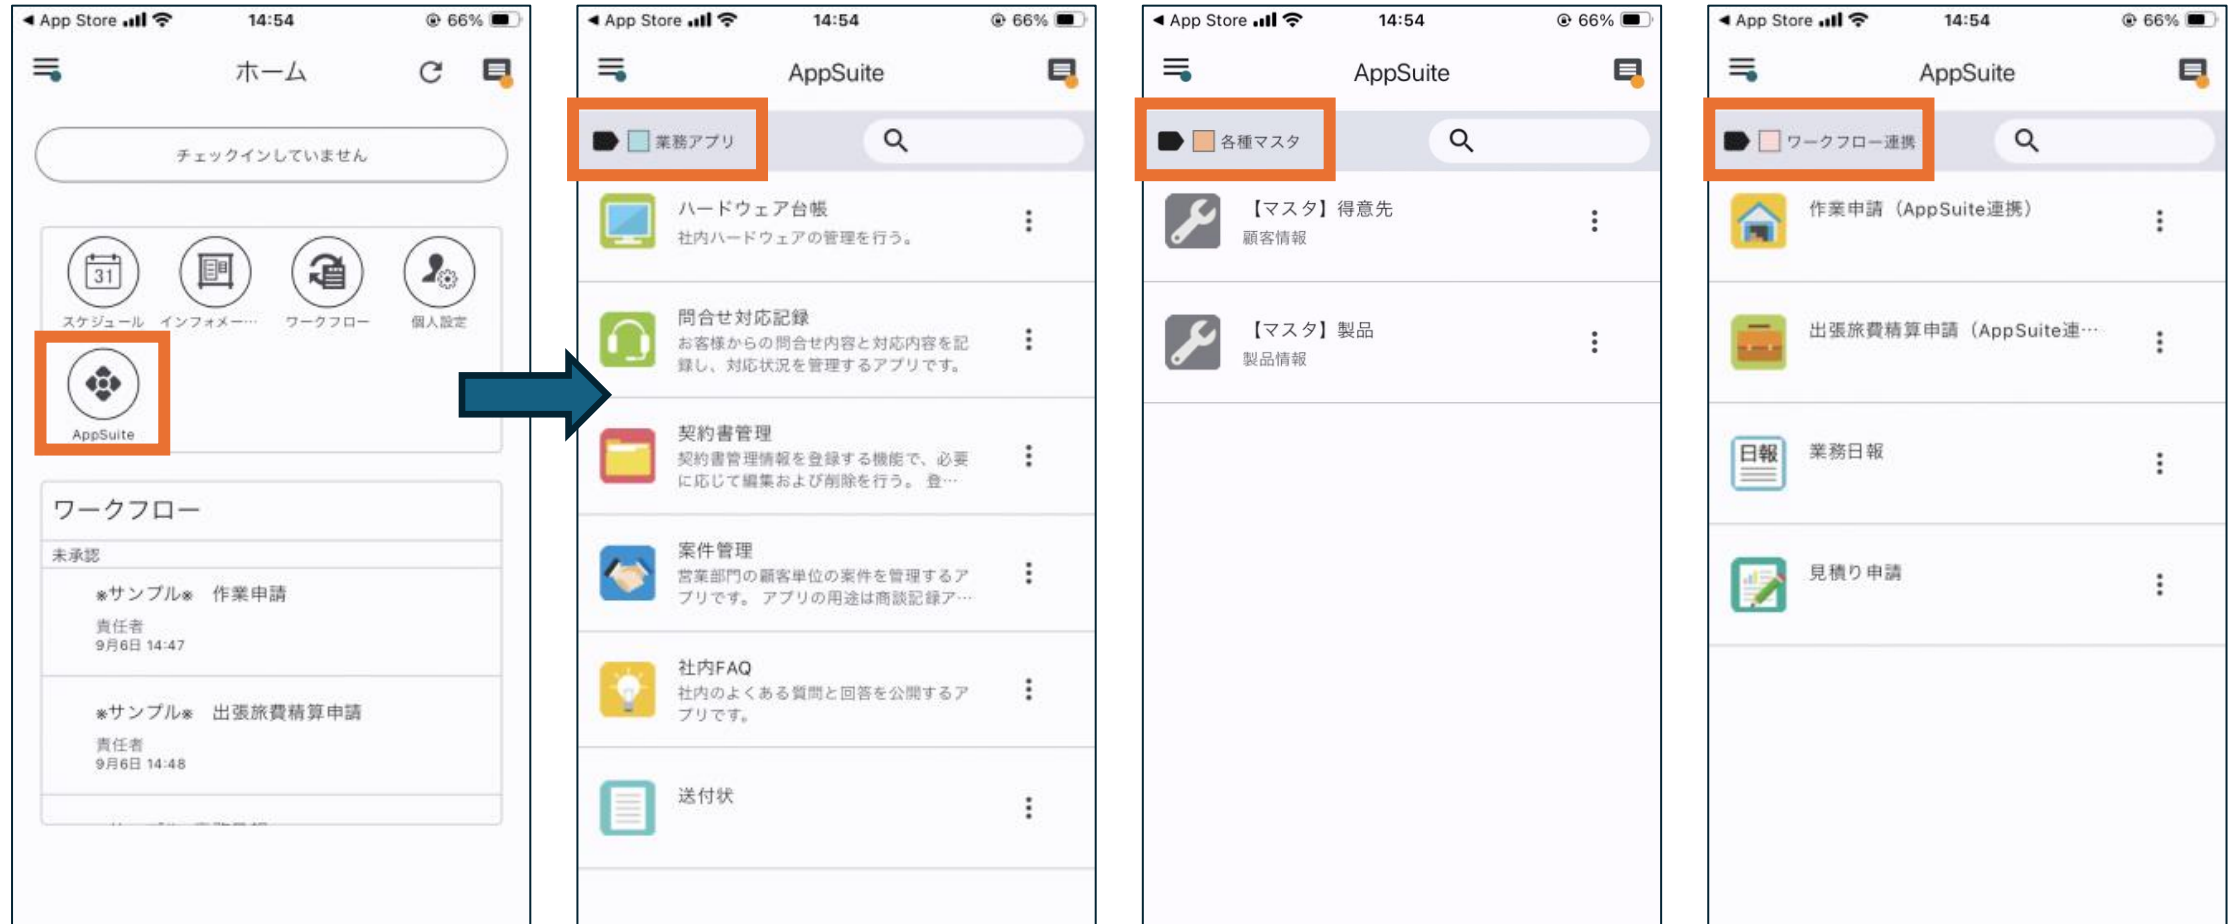 App Store
14:54
66%
ホーム
チェックインしていません
31
スケジュール
インフォメー…
ワークフロー
個人設定
AppSuite
ワークフロー
未承認
※サンプル※ 作業申請
責任者
9月6日 14:47
※サンプル※ 出張旅費精算申請
責任者
9月6日 14:48
App Store
14:54
66%
AppSuite
業務アプリ
ハードウェア台帳
社内ハードウェアの管理を行う。
問合せ対応記録
お客様からの問合せ内容と対応内容を記
録し、対応状況を管理するアプリです。
契約書管理
契約書管理情報を登録する機能で、必要
に応じて編集および削除を行う。 登…
案件管理
営業部門の顧客単位の案件を管理するア
プリです。 アプリの用途は商談記録ア…
社内FAQ
社内のよくある質問と回答を公開するア
プリです。
送付状
App Store
14:54
66%
AppSuite
各種マスタ
【マスタ】得意先
顧客情報
【マスタ】製品
製品情報
App Store
14:54
66%
AppSuite
ワークフロー連携
作業申請（AppSuite連携）
出張旅費精算申請（AppSuite連…
日報
業務日報
見積り申請